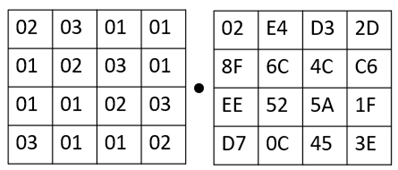 02 03 01 01 • 02 E4 D3 2D
01 02 03 01 8F 6C 4C C6
01 01 02 03 EE 52 5A 1F
03 01 01 02 D7 0C 45 3E